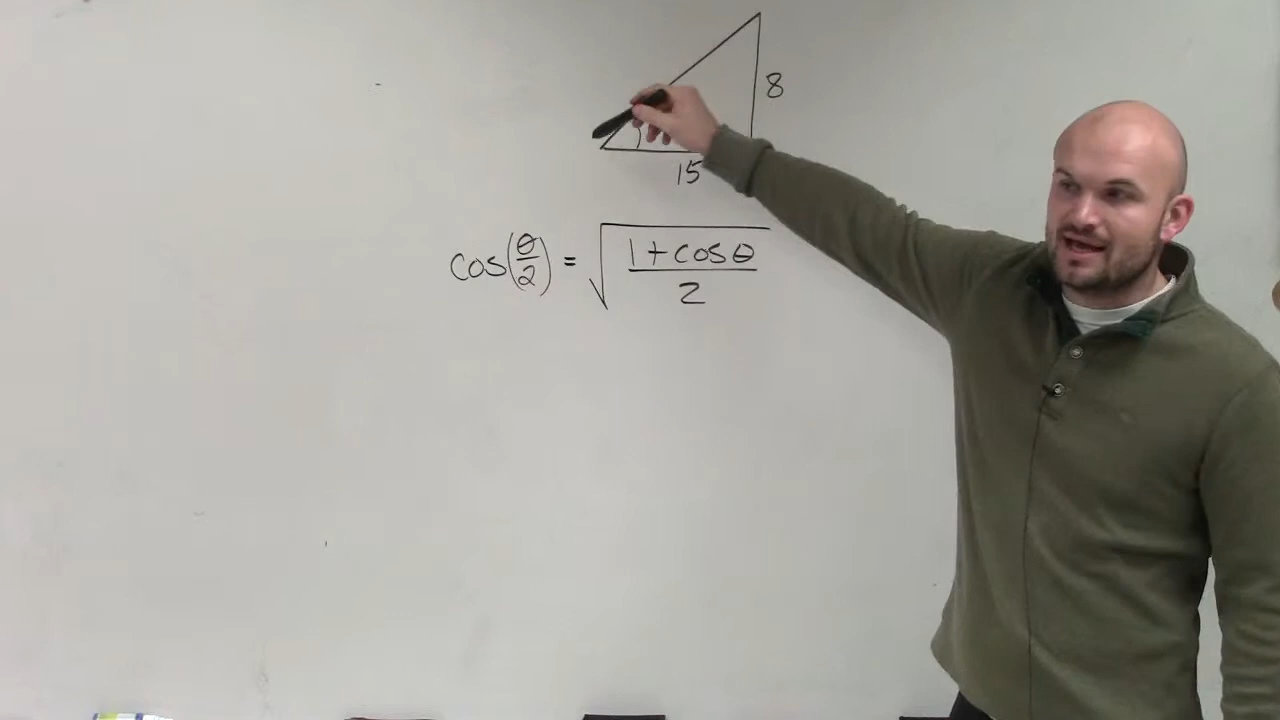 8
15
cos(θ/2) = √((1+cosθ)/2)